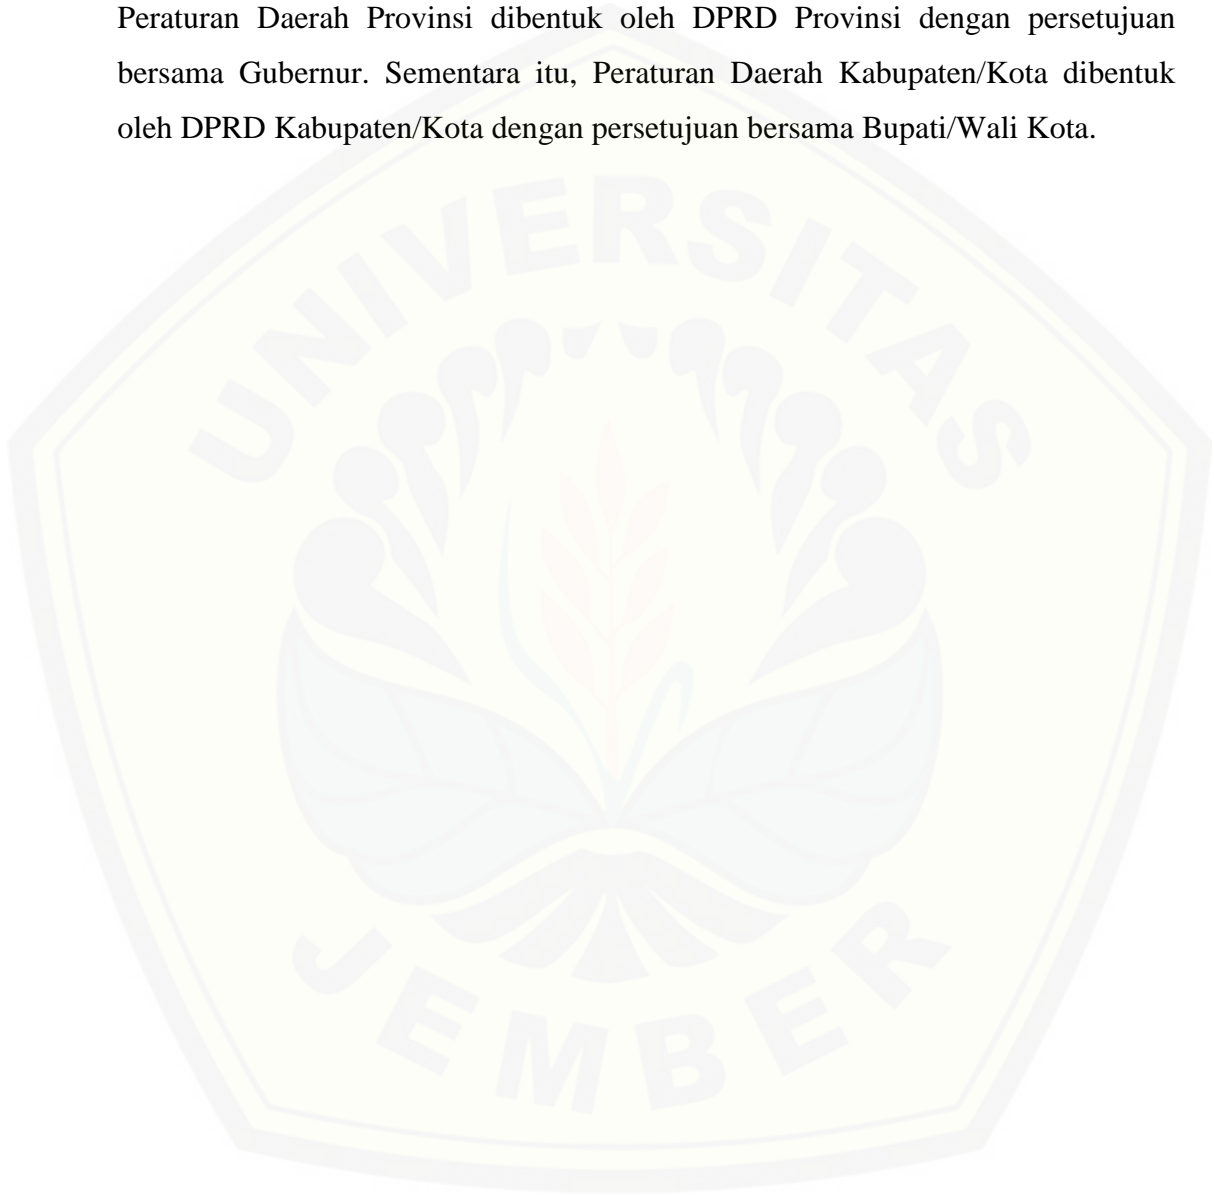 Peraturan Daerah Provinsi dibentuk oleh DPRD Provinsi dengan persetujuan
bersama Gubernur. Sementara itu, Peraturan Daerah Kabupaten/Kota dibentuk
oleh DPRD Kabupaten/Kota dengan persetujuan bersama Bupati/Wali Kota.
UNIVERSITAS
JEMBER